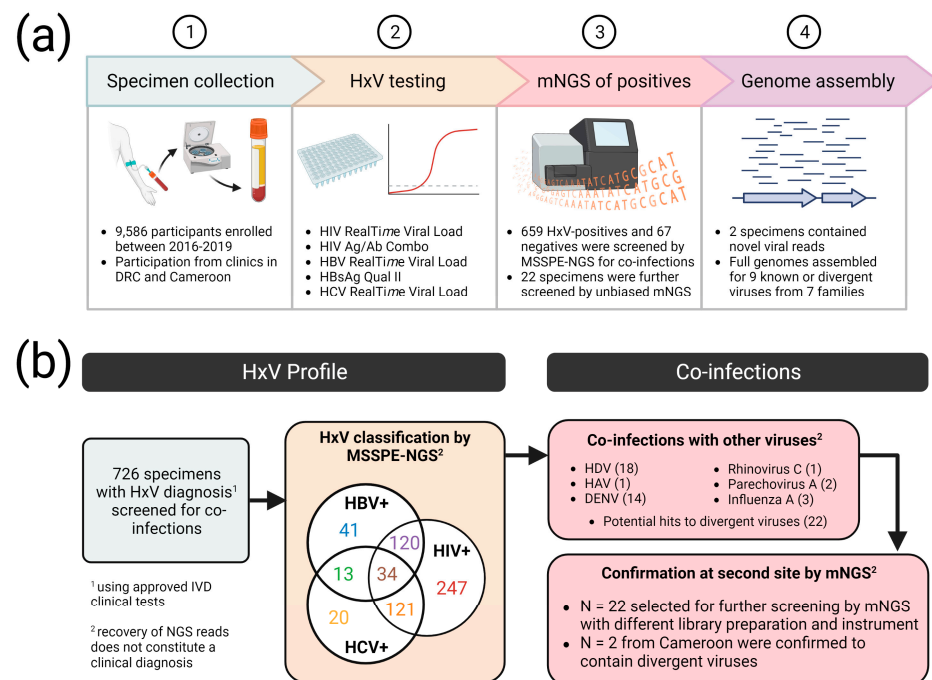 (a)
1
2
3
4
Specimen collection
HxV testing
mNGS of positives
Genome assembly
• 9,586 participants enrolled
between 2016-2019
• Participation from clinics in
DRC and Cameroon
• HIV RealTime Viral Load
• HIV Ag/Ab Combo
• HBV RealTime Viral Load
• HBsAg Qual II
• HCV RealTime Viral Load
• 659 HxV-positives and 67
negatives were screened by
MSSPE-NGS for co-infections
• 22 specimens were further
screened by unbiased mNGS
• 2 specimens contained
novel viral reads
• Full genomes assembled
for 9 known or divergent
viruses from 7 families
(b)
HxV Profile
Co-infections
726 specimens
with HxV diagnosis1
screened for co-
infections
1 using approved IVD
clinical tests
2 recovery of NGS reads
does not constitute a
clinical diagnosis
HxV classification by
MSSPE-NGS2
HBV+
41
120
HIV+
13
34
247
20
121
HCV+
Co-infections with other viruses2
• HDV (18)
• HAV (1)
• DENV (14)
• Rhinovirus C (1)
• Parechovirus A (2)
• Influenza A (3)
• Potential hits to divergent viruses (22)
Confirmation at second site by mNGS2
• N = 22 selected for further screening by mNGS
with different library preparation and instrument
• N = 2 from Cameroon were confirmed to
contain divergent viruses